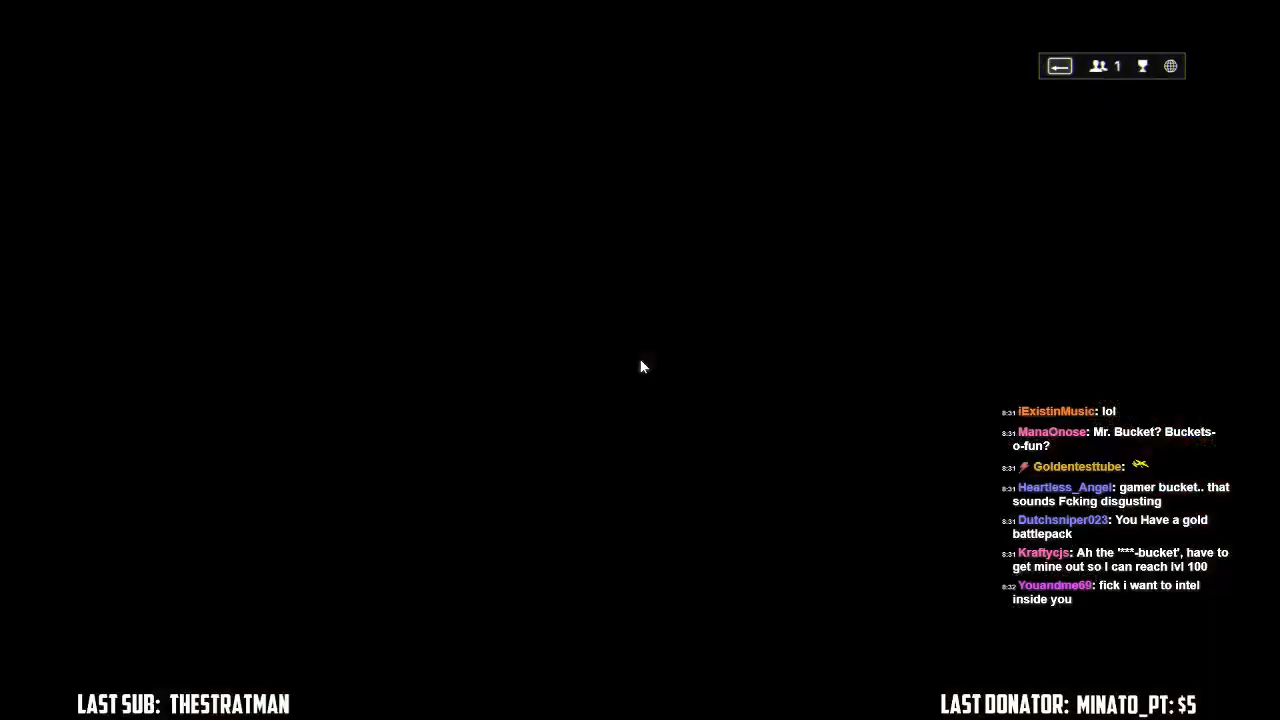 1
8:31 iExistinMusic: lol
8:31 ManaOnose: Mr. Bucket? Buckets-
o-fun?
8:31 Goldentesttube:
8:31 Heartless_Angel: gamer bucket.. that
sounds Fcking disgusting
8:31 Dutchsniper023: You Have a gold
battlepack
8:31 Kraftycjs: Ah the '***-bucket', have to
get mine out so I can reach lvl 100
8:32 Youandme69: fick i want to intel
inside you
LAST SUB: THESTRATMAN
LAST DONATOR: MINATO_PT: $5